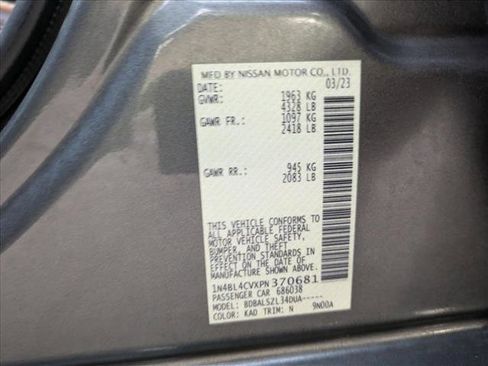 MFD BY NISSAN MOTOR CO., LTD.
DATE: 03/23
GVWR: 1963 KG
4328 LB
GAWR FR.: 1097 KG
2418 LB
GAWR RR.: 945 KG
2083 LB
THIS VEHICLE CONFORMS TO
ALL APPLICABLE FEDERAL
MOTOR VEHICLE SAFETY,
BUMPER, AND THEFT
PREVENTION STANDARDS IN
EFFECT ON THE DATE OF
MANUFACTURE SHOWN ABOVE.
1N4BL4CVXPN370681
PASSENGER CAR 686038
MODEL: BDBALSZL34DUA-----
COLOR: KAD TRIM: N 9N00A